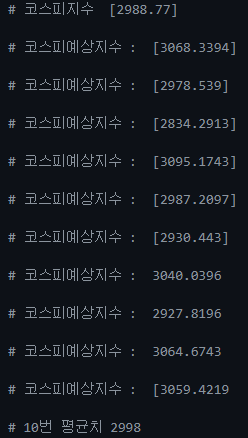 # 코스피지수  [2988.77]
# 코스피예상지수 :  [3068.3394]
# 코스피예상지수 :  [2978.539]
# 코스피예상지수 :  [2834.2913]
# 코스피예상지수 :  [3095.1743]
# 코스피예상지수 :  [2987.2097]
# 코스피예상지수 :  [2930.443]
# 코스피예상지수 :  3040.0396
# 코스피예상지수 :  2927.8196
# 코스피예상지수 :  3064.6743
# 코스피예상지수 :  [3059.4219
# 10번 평균치 2998